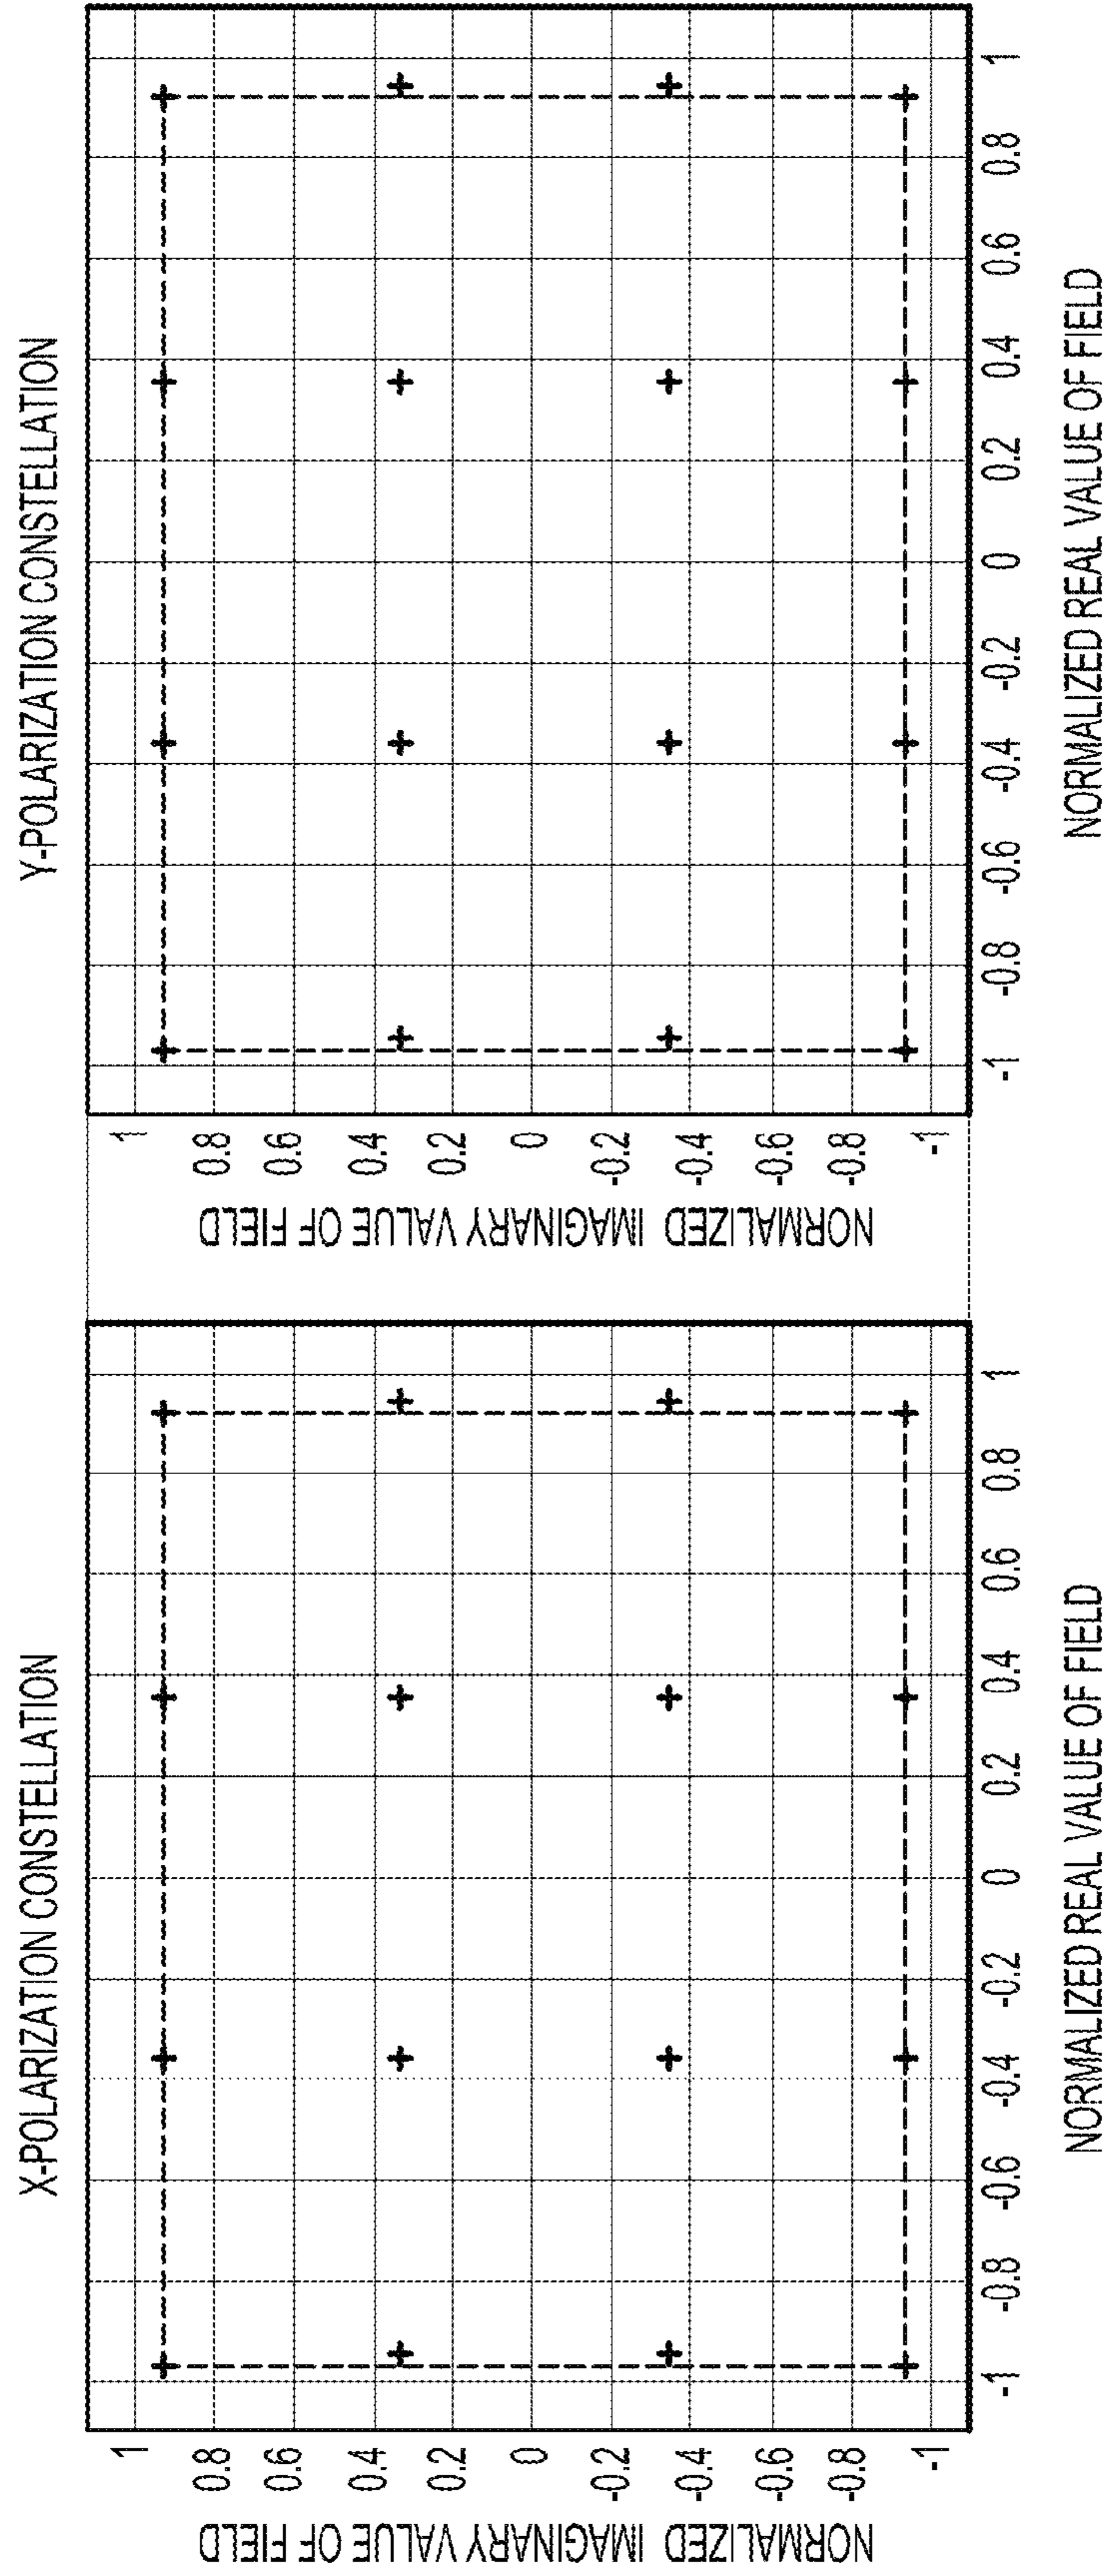 X-POLARIZATION CONSTELLATION
NORMALIZED IMAGINARY VALUE OF FIELD
1
0.8
0.6
0.4
0.2
0
-0.2
-0.4
-0.6
-0.8
-1
-1 -0.8 -0.6 -0.4 -0.2 0 0.2 0.4 0.6 0.8 1
NORMALIZED REAL VALUE OF FIELD
Y-POLARIZATION CONSTELLATION
NORMALIZED IMAGINARY VALUE OF FIELD
1
0.8
0.6
0.4
0.2
0
-0.2
-0.4
-0.6
-0.8
-1
-1 -0.8 -0.6 -0.4 -0.2 0 0.2 0.4 0.6 0.8 1
NORMALIZED REAL VALUE OF FIELD